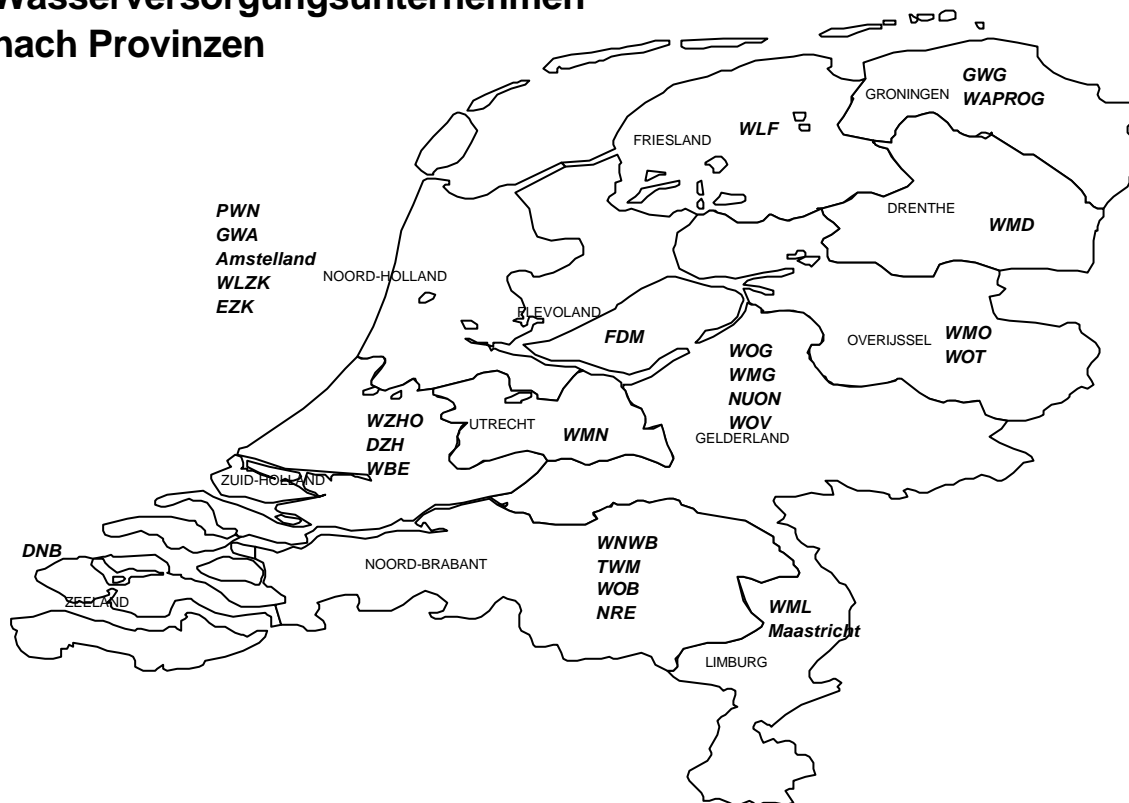 Wasserversorgungsunternehmen
nach Provinzen
GRONINGEN
GWG
WAPROG
FRIESLAND
WLF
DRENTHE
WMD
PWN
GWA
Amstelland
WLZK
EZK
NOORD-HOLLAND
FLEVOLAND
FDM
OVERIJSSEL
WMO
WOT
WOG
WMG
NUON
WOV
GELDERLAND
UTRECHT
WMN
WZHO
DZH
WBE
ZUID-HOLLAND
DNB
ZEELAND
NOORD-BRABANT
WNWB
TWM
WOB
NRE
WML
Maastricht
LIMBURG